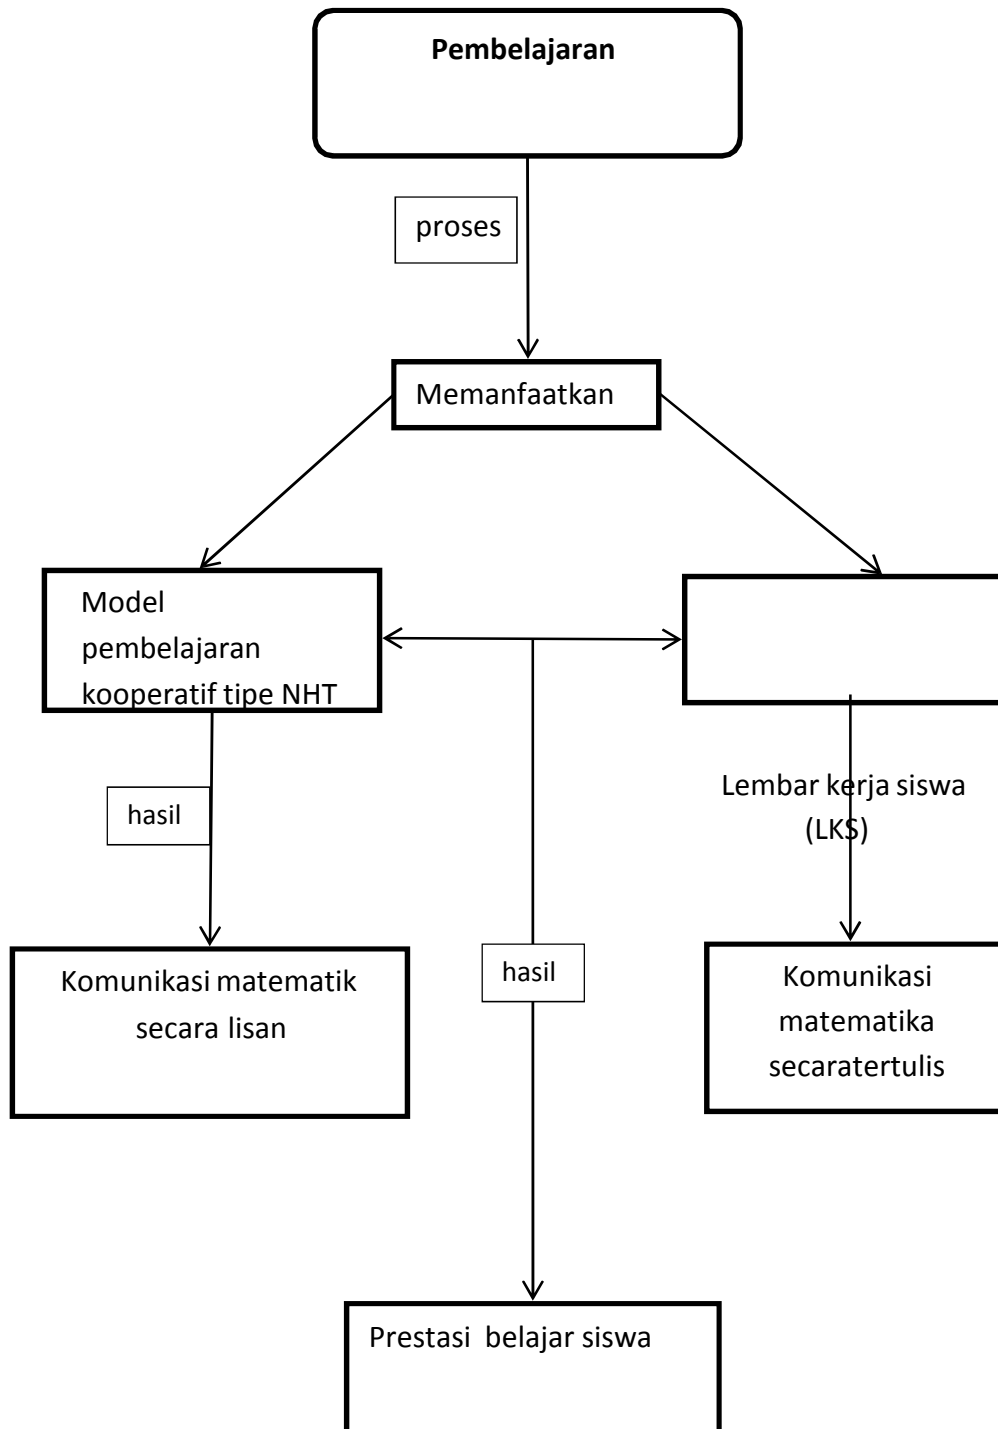 Pembelajaran
proses
Memanfaatkan
Model
pembelajaran
kooperatif tipe NHT
hasil
Lembar kerja siswa
(LKS)
Komunikasi matematik
secara lisan
hasil
Komunikasi
matematika
secaratertulis
Prestasi belajar siswa